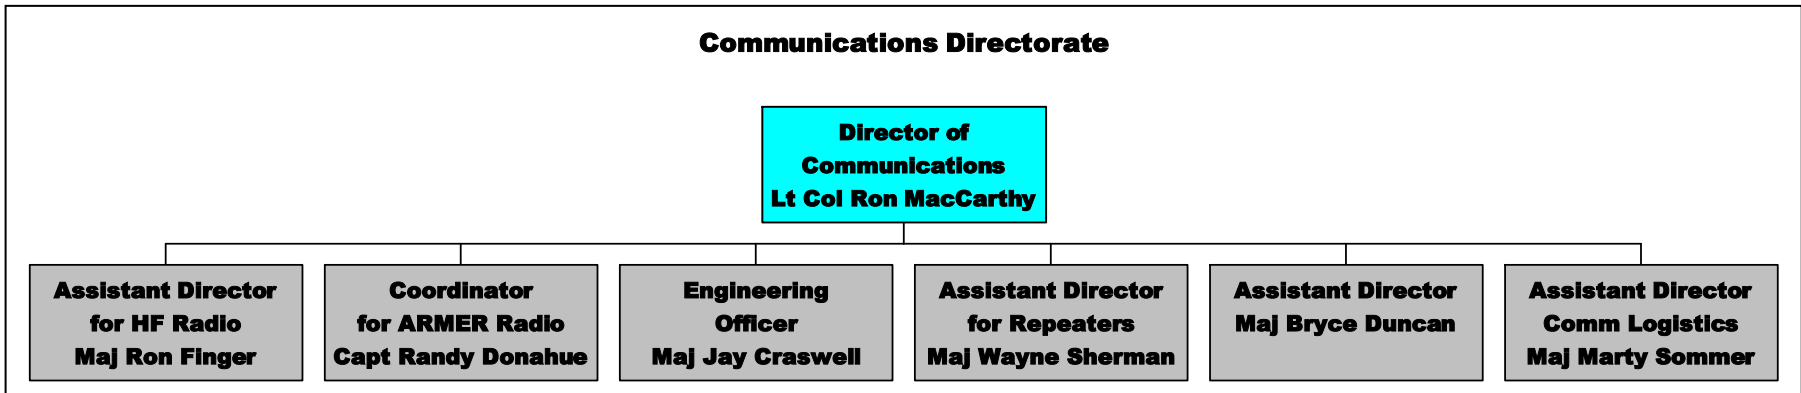 Communications Directorate
Director of
Communications
Lt Col Ron MacCarthy
Assistant Director
for HF Radio
Maj Ron Finger
Coordinator
for ARMER Radio
Capt Randy Donahue
Engineering
Officer
Maj Jay Craswell
Assistant Director
for Repeaters
Maj Wayne Sherman
Assistant Director
Maj Bryce Duncan
Assistant Director
Comm Logistics
Maj Marty Sommer